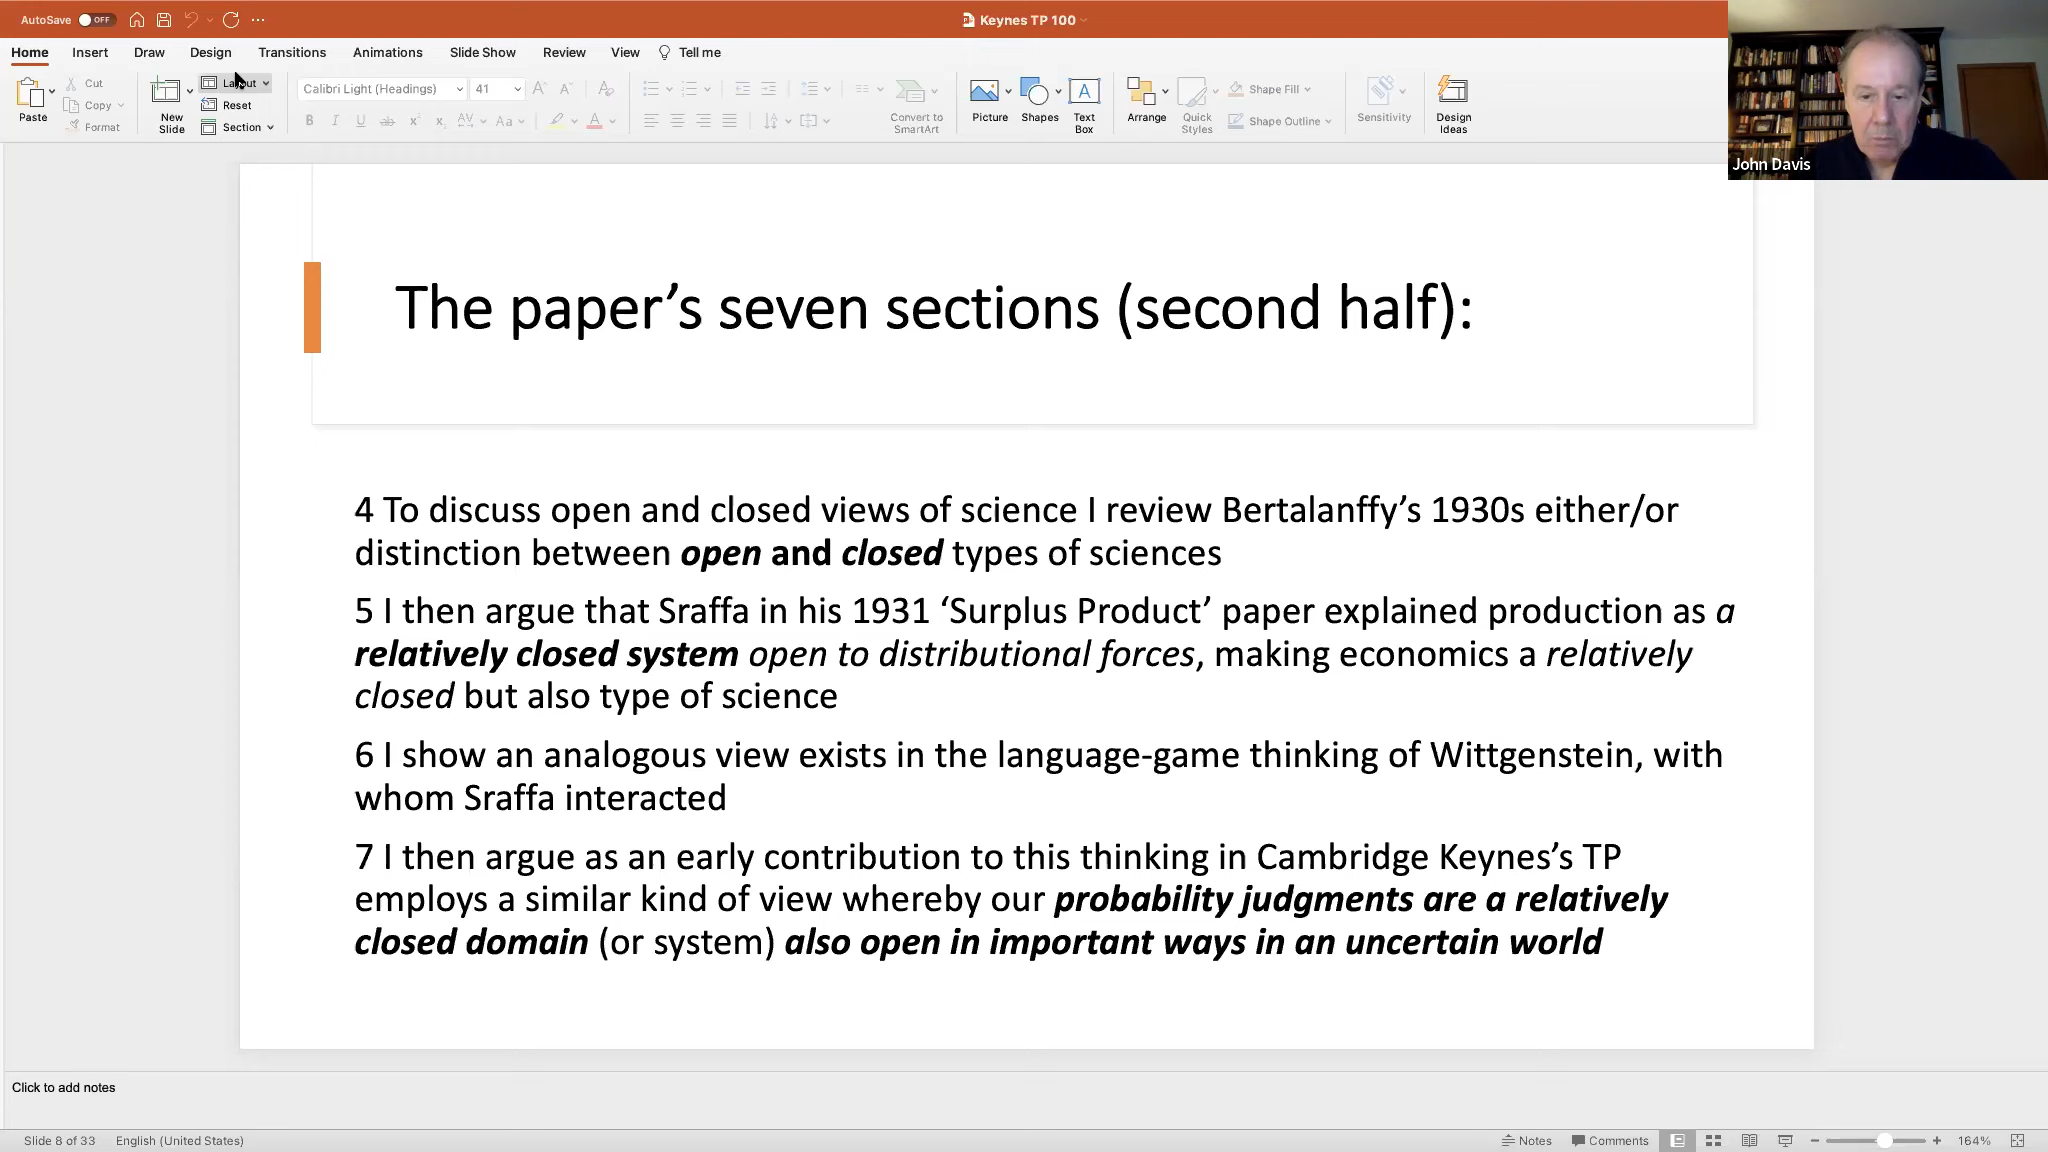 AutoSave OFF
Keynes TP 100
Home Insert Draw Design Transitions Animations Slide Show Review View Tell me
Paste
Cut
Copy
Format
New
Slide
Layout
Reset
Section
Calibri Light (Headings) 41
Convert to
SmartArt
Picture
Shapes
Text
Box
Arrange
Quick
Styles
Shape Fill
Shape Outline
Sensitivity
Design
Ideas
John Davis
The paper’s seven sections (second half):
4 To discuss open and closed views of science I review Bertalanffy’s 1930s either/or
distinction between open and closed types of sciences
5 I then argue that Sraffa in his 1931 ‘Surplus Product’ paper explained production as a
relatively closed system open to distributional forces, making economics a relatively
closed but also type of science
6 I show an analogous view exists in the language-game thinking of Wittgenstein, with
whom Sraffa interacted
7 I then argue as an early contribution to this thinking in Cambridge Keynes’s TP
employs a similar kind of view whereby our probability judgments are a relatively
closed domain (or system) also open in important ways in an uncertain world
Click to add notes
Slide 8 of 33 English (United States) Notes Comments 164%